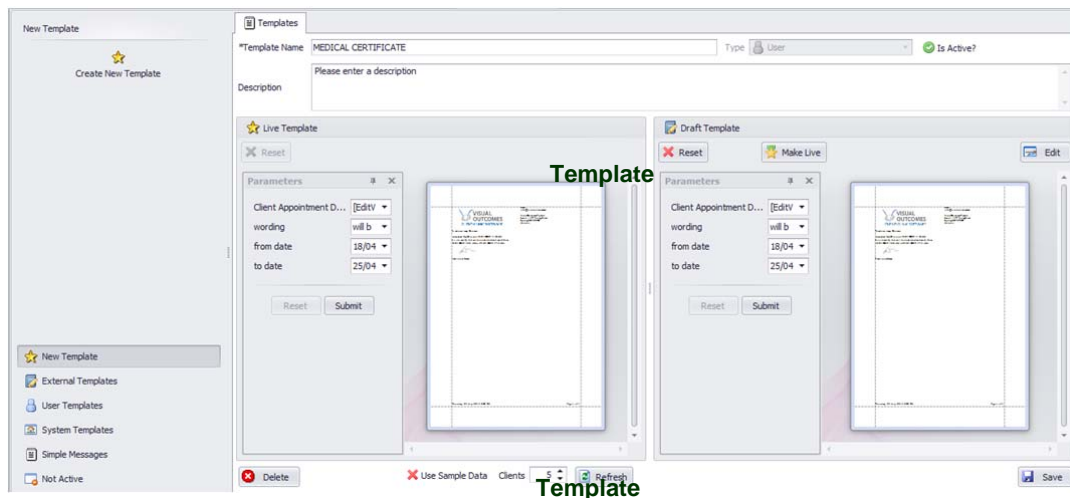 New Template
Create New Template
Templates
*Template Name MEDICAL CERTIFICATE Type User Is Active?
Description Please enter a description
Live Template
Reset
Parameters
Client Appointment D... [EditV
wording will b
from date 18/04
to date 25/04
Reset Submit
VISUAL
OUTCOMES
Template
Draft Template
Reset Make Live Edit
Parameters
Client Appointment D... [EditV
wording will b
from date 18/04
to date 25/04
Reset Submit
VISUAL
OUTCOMES
New Template
External Templates
User Templates
System Templates
Simple Messages
Not Active
Delete Use Sample Data Clients 5 Refresh Save
Template